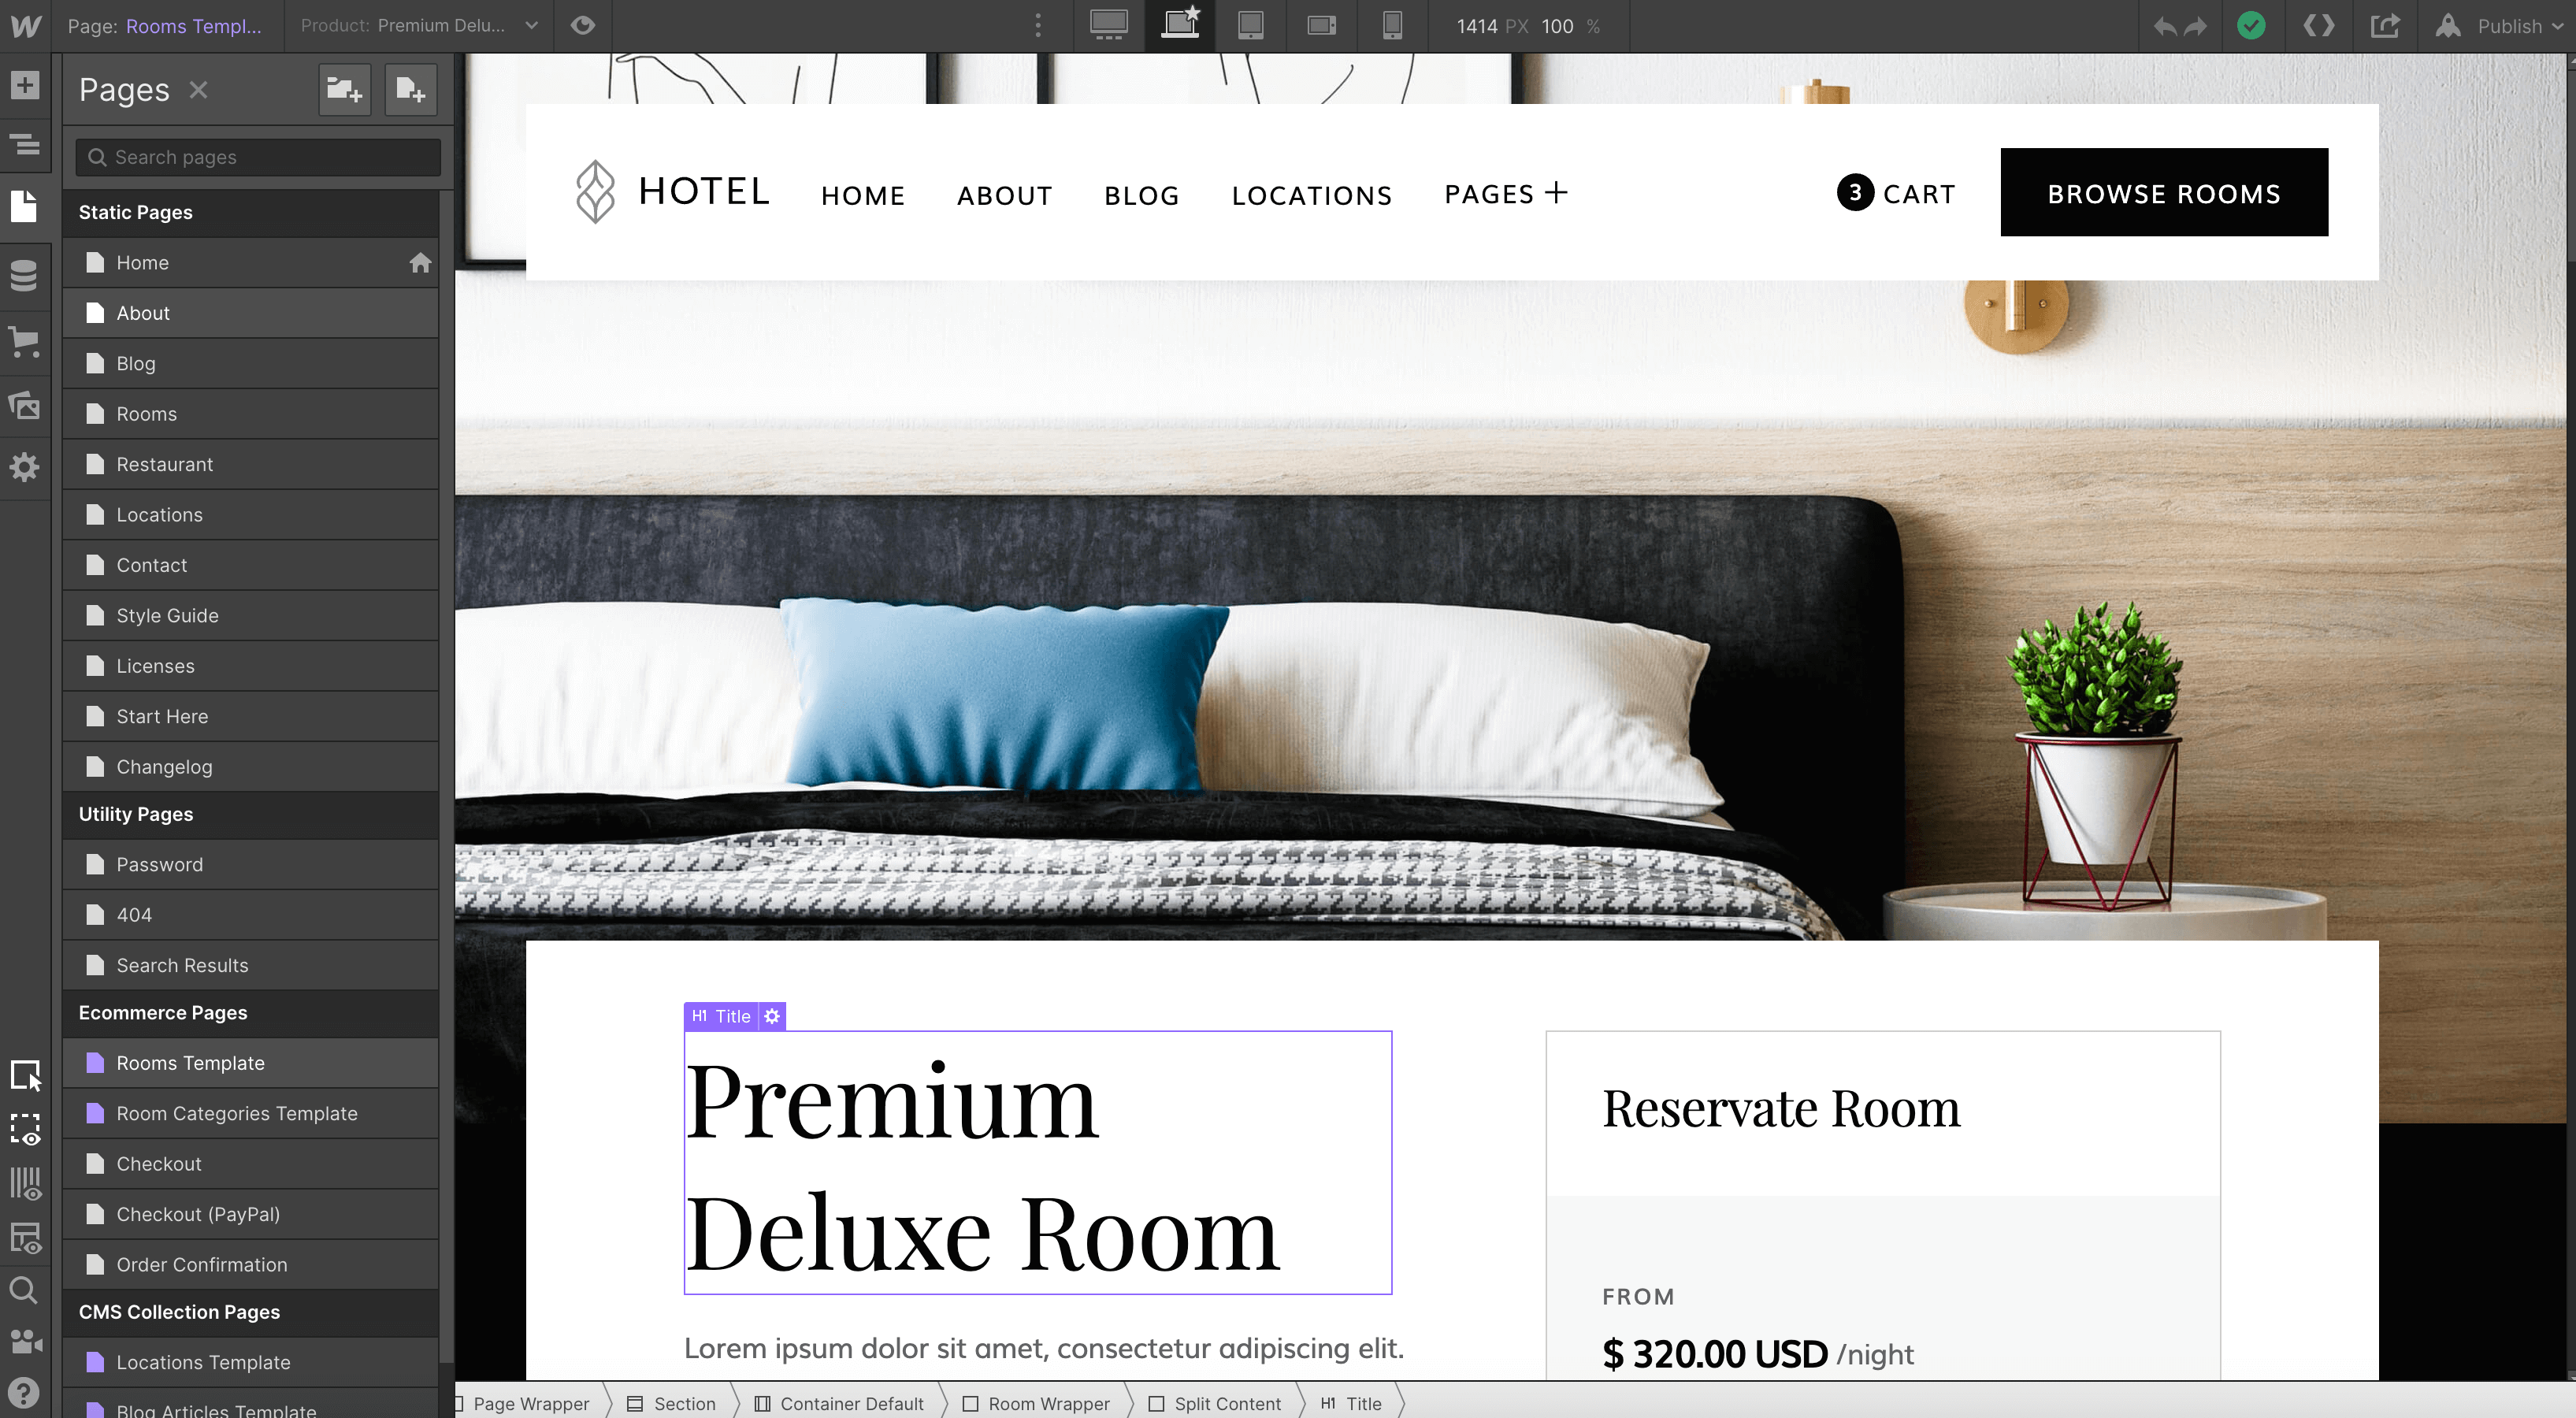 Page: Rooms Templ...
Product: Premium Delu...
1414 PX 100 %
Publish
Pages
Search pages
Static Pages
Home
About
Blog
Rooms
Restaurant
Locations
Contact
Style Guide
Licenses
Start Here
Changelog
Utility Pages
Password
404
Search Results
Ecommerce Pages
Rooms Template
Room Categories Template
Checkout
Checkout (PayPal)
Order Confirmation
CMS Collection Pages
Locations Template
Blog Articles Template
HOTEL HOME ABOUT BLOG LOCATIONS PAGES +
3 CART BROWSE ROOMS
H1 Title
Premium
Deluxe Room
Lorem ipsum dolor sit amet, consectetur adipiscing elit.
Reservate Room
FROM
$ 320.00 USD /night
Page Wrapper Section Container Default Room Wrapper Split Content H1 Title